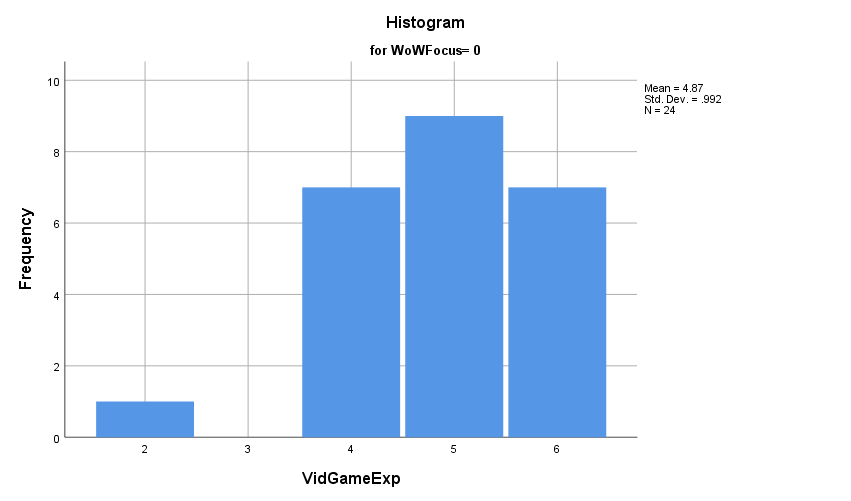 Histogram
for WoWFocus= 0
Mean = 4.87
Std. Dev. = .992
N = 24
10
8
6
4
2
0
Frequency
2 3 4 5 6
VidGameExp